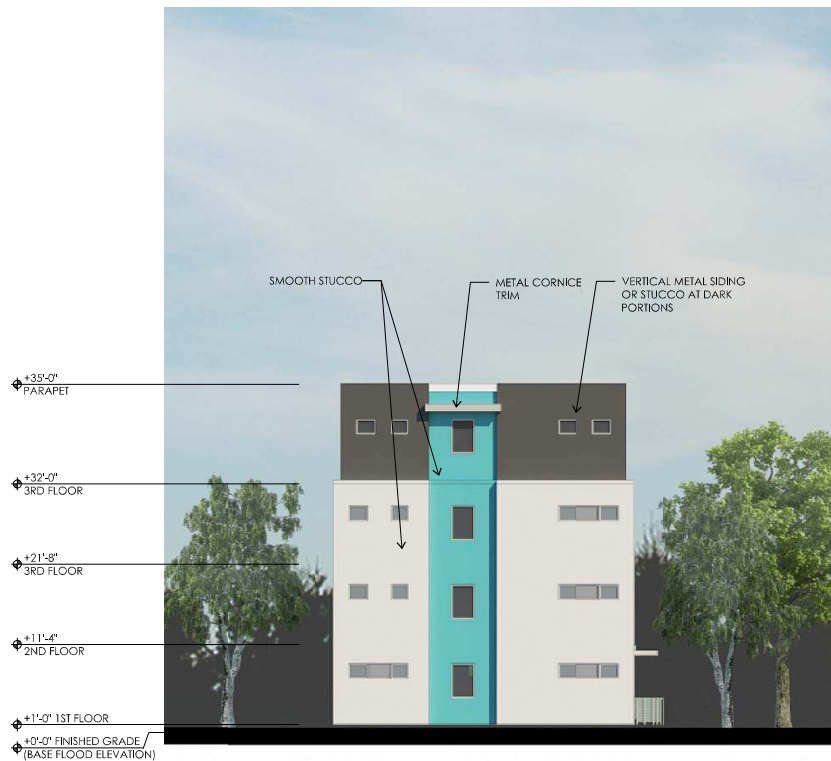 SMOOTH STUCCO
METAL CORNICE
TRIM
VERTICAL METAL SIDING
OR STUCCO AT DARK
PORTIONS
+35'-0"
PARAPET
+32'-0"
3RD FLOOR
+21'-8"
3RD FLOOR
+11'-4"
2ND FLOOR
+1'-0" 1ST FLOOR
+0'-0" FINISHED GRADE
(BASE FLOOD ELEVATION)